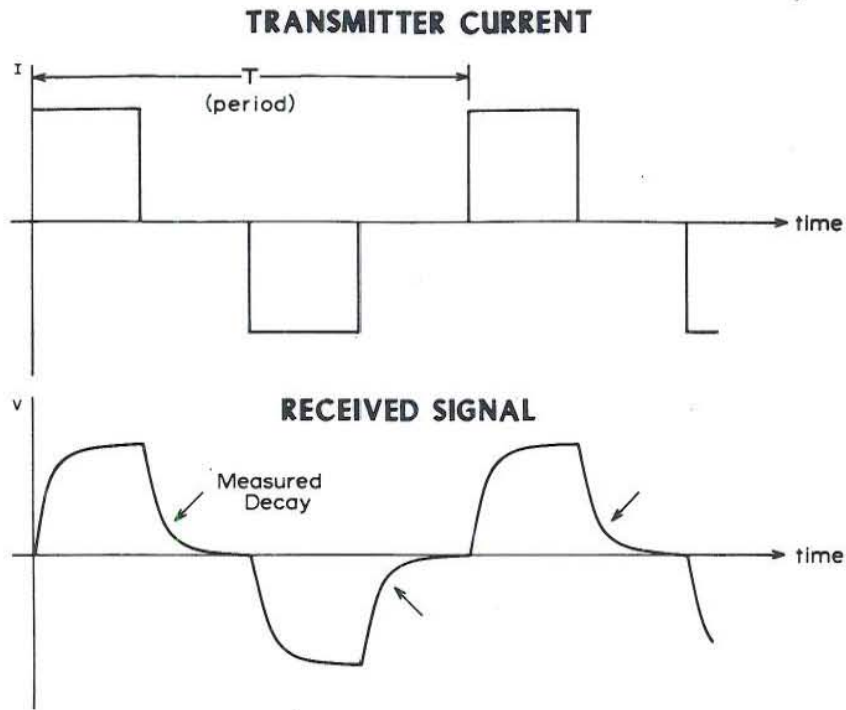 TRANSMITTER CURRENT
I
T
(period)
time
V
RECEIVED SIGNAL
Measured
Decay
time